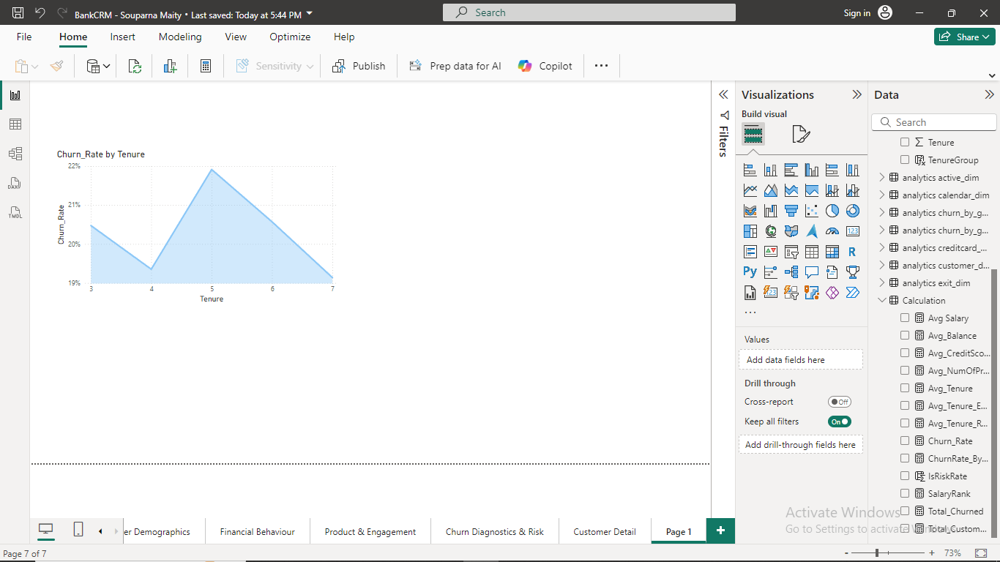 BankCRM - Souparna Maity • Last saved: Today at 5:44 PM
Search
Sign in
File
Home
Insert
Modeling
View
Optimize
Help
Share
Sensitivity
Publish
Prep data for AI
Copilot
Churn_Rate by Tenure
22%
21%
20%
19%
Churn_Rate
3
4
5
6
7
Tenure
DAX
TMDL
Filters
Visualizations
Build visual
123
R
Py
123
Values
Add data fields here
Drill through
Cross-report
Off
Keep all filters
On
Add drill-through fields here
Data
Search
Tenure
TenureGroup
analytics active_dim
analytics calendar_dim
analytics churn_by_g...
analytics churn_by_g...
analytics creditcard_...
analytics customer_d...
analytics exit_dim
Calculation
Avg Salary
Avg_Balance
Avg_CreditSco...
Avg_NumOfPr...
Avg_Tenure
Avg_Tenure_E...
Avg_Tenure_R...
Churn_Rate
ChurnRate_By...
IsRiskRate
SalaryRank
Total_Churned
Total_Custom...
Activate Windows
Go to Settings to activate Windows.
er Demographics
Financial Behaviour
Product & Engagement
Churn Diagnostics & Risk
Customer Detail
Page 1
Page 7 of 7
73%